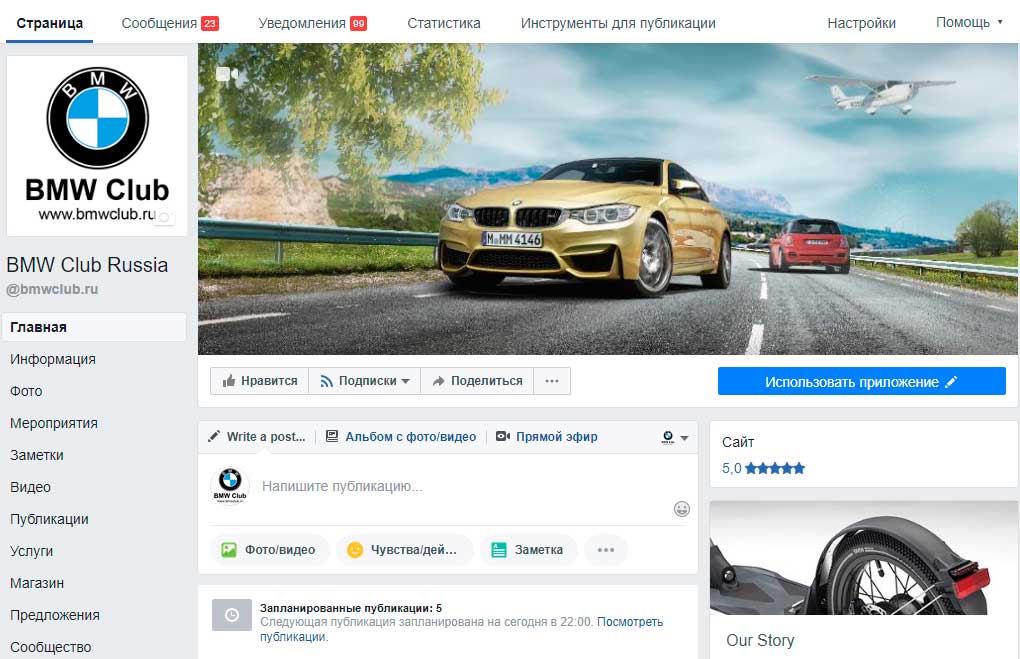 Страница
Сообщения 23
Уведомления 99
Статистика
Инструменты для публикации
Настройки
Помощь
BMW
BMW Club
www.bmwclub.ru
BMW Club Russia
@bmwclub.ru
Главная
Информация
Фото
Мероприятия
Заметки
Видео
Публикации
Услуги
Магазин
Предложения
Сообщество
M MM 4146
Нравится
Подписки
Поделиться
...
Использовать приложение
Write a post...
Альбом с фото/видео
Прямой эфир
BMW Club
Напишите публикацию...
Фото/видео
Чувства/дей...
Заметка
...
Запланированные публикации: 5
Следующая публикация запланирована на сегодня в 22:00. Посмотреть
публикации.
Сайт
5,0
Our Story